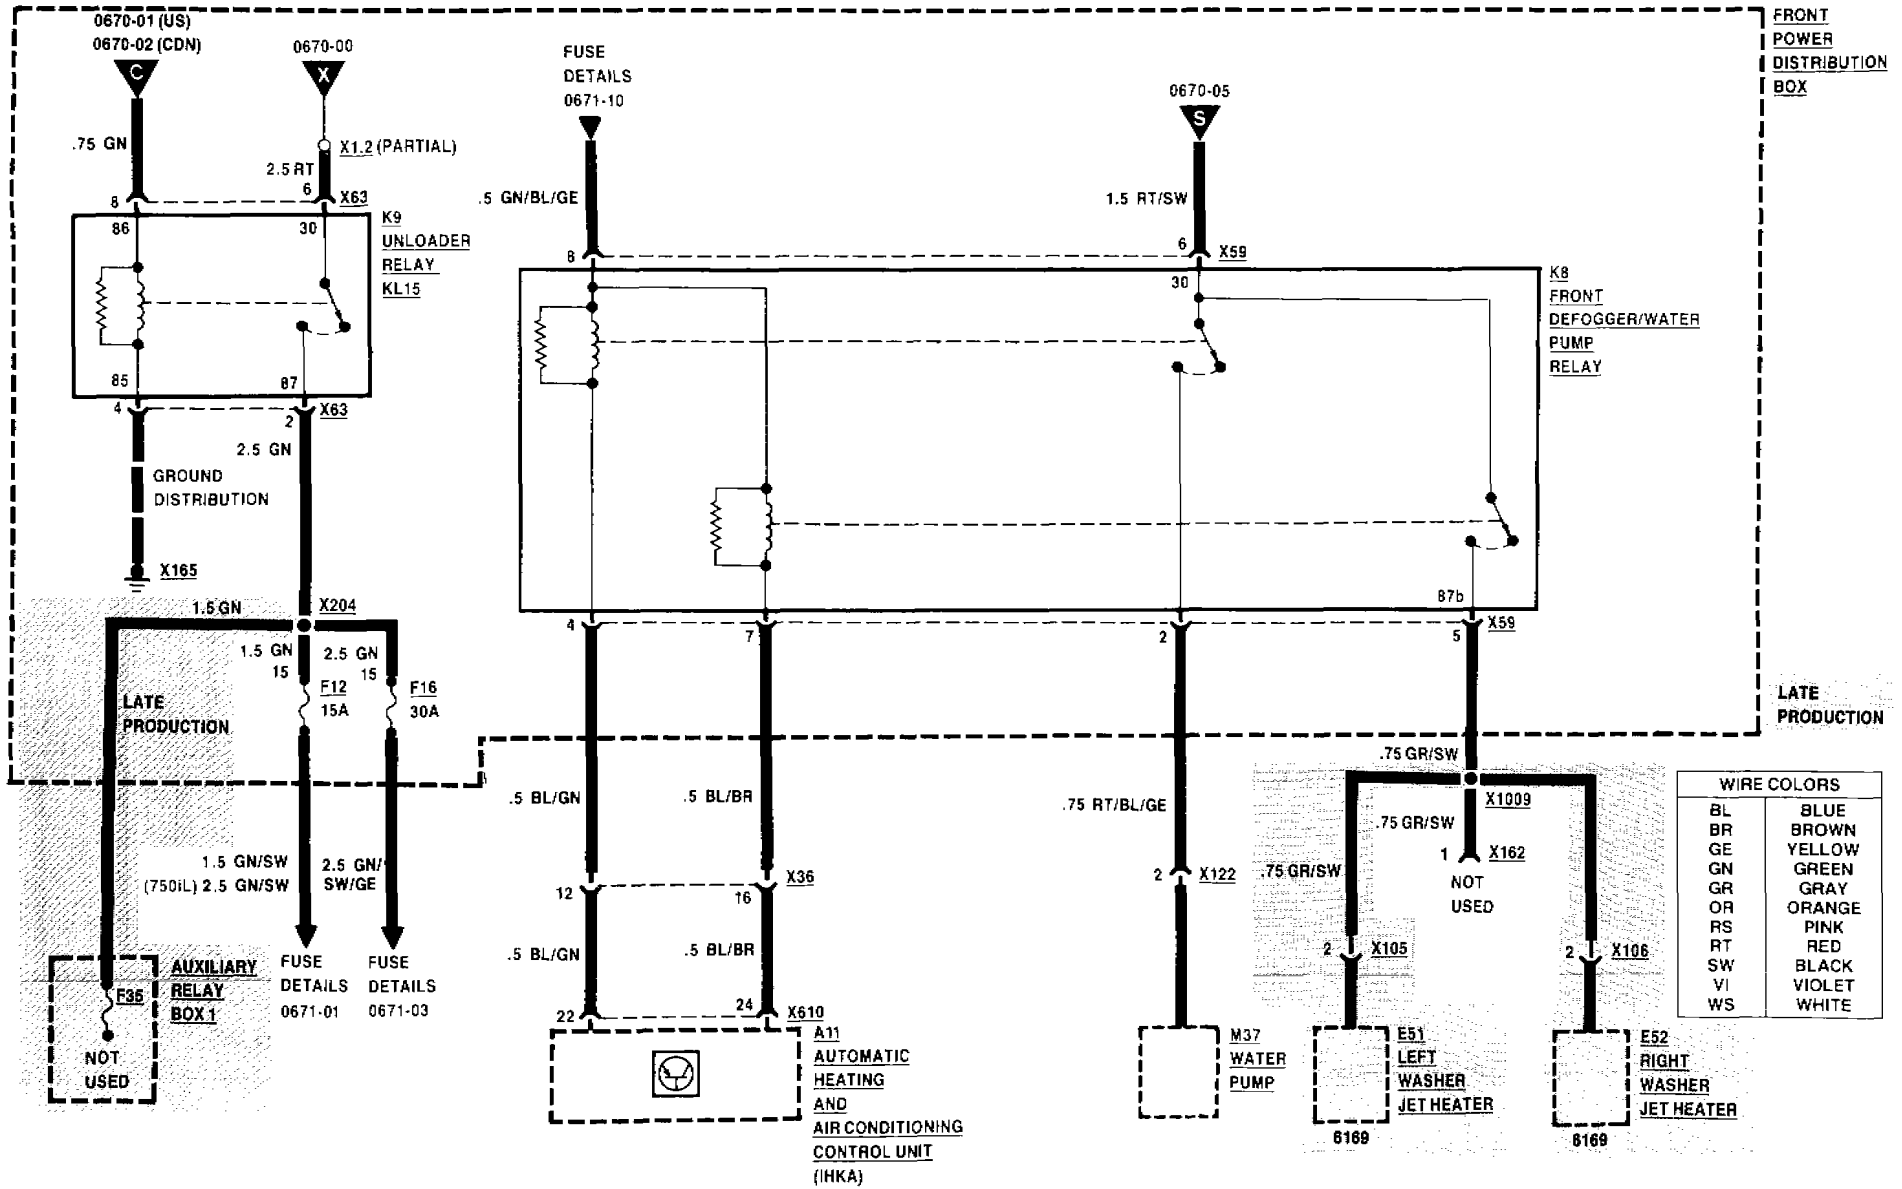 0670-01 (US)
0670-02 (CDN)
C
0670-00
X
FUSE
DETAILS
0671-10
0670-05
S
FRONT
POWER
DISTRIBUTION
BOX
.75 GN
X1.2 (PARTIAL)
2.5 RT
8
6
X63
.5 GN/BL/GE
1.5 RT/SW
8
6
X59
86
30
K9
UNLOADER
RELAY
KL15
30
K8
FRONT
DEFOGGER/WATER
PUMP
RELAY
85
87
4
2
X63
2.5 GN
GROUND
DISTRIBUTION
X165
87b
1.5 GN
X204
4
7
2
5
X59
1.5 GN
15
2.5 GN
15
F12
15A
F16
30A
LATE
PRODUCTION
LATE
PRODUCTION
.75 GR/SW
.5 BL/GN
.5 BL/BR
.75 RT/BL/GE
X1009
.75 GR/SW
1.5 GN/SW
(750iL) 2.5 GN/SW
2.5 GN/
SW/GE
12
16
X36
2
X122
.75 GR/SW
1
X162
NOT
USED
WIRE COLORS
BL BLUE
BR BROWN
GE YELLOW
GN GREEN
GR GRAY
OR ORANGE
RS PINK
RT RED
SW BLACK
VI VIOLET
WS WHITE
.5 BL/GN
.5 BL/BR
2
X105
2
X106
AUXILIARY
RELAY
BOX 1
F35
NOT
USED
FUSE
DETAILS
0671-01
FUSE
DETAILS
0671-03
22
24
X610
A11
AUTOMATIC
HEATING
AND
AIR CONDITIONING
CONTROL UNIT
(IHKA)
M37
WATER
PUMP
E51
LEFT
WASHER
JET HEATER
6169
E52
RIGHT
WASHER
JET HEATER
6169